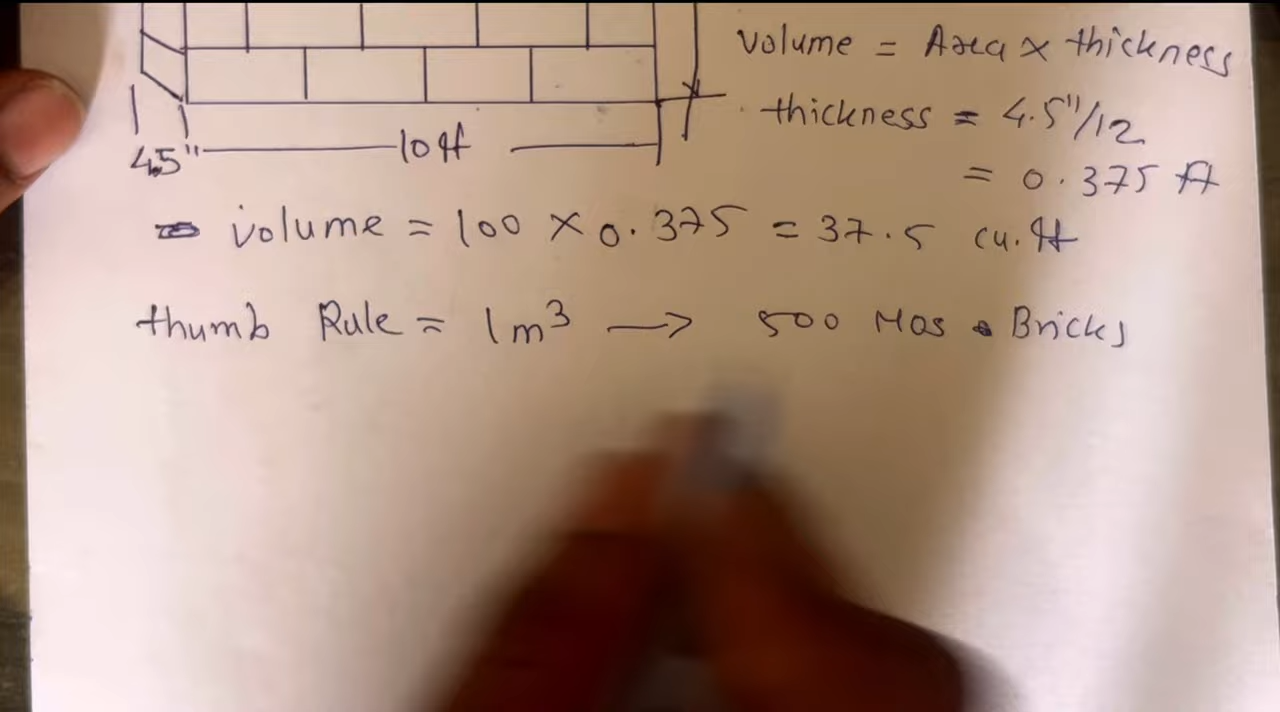 volume = Area x thickness
thickness = 4.5"/12
= 0.375 ft
4.5" 10 ft
volume = 100 x 0.375 = 37.5 cu.ft
thumb Rule = 1m³ → 500 Nos Bricks